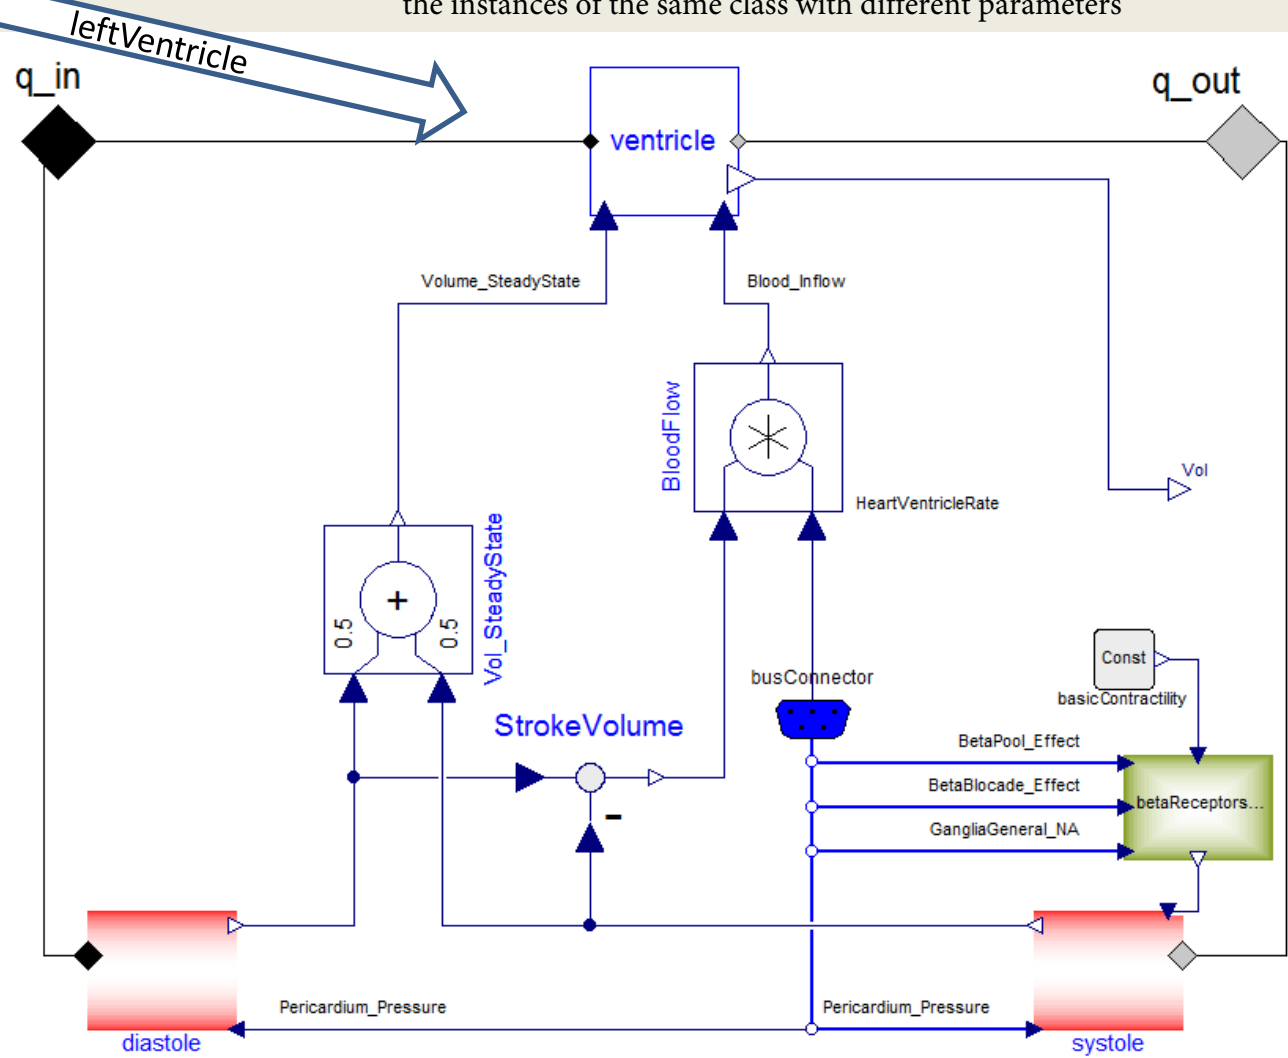 the instances of the same class with different parameters
leftVentricle
q_in
q_out
ventricle
Volume_SteadyState
Blood_Inflow
BloodFlow
Vol
HeartVentricleRate
Vol_SteadyState
+
0.5
0.5
Const
basicContractility
busConnector
StrokeVolume
-
BetaPool_Effect
BetaBlocade_Effect
GangliaGeneral_NA
betaReceptors...
Pericardium_Pressure
Pericardium_Pressure
diastole
systole